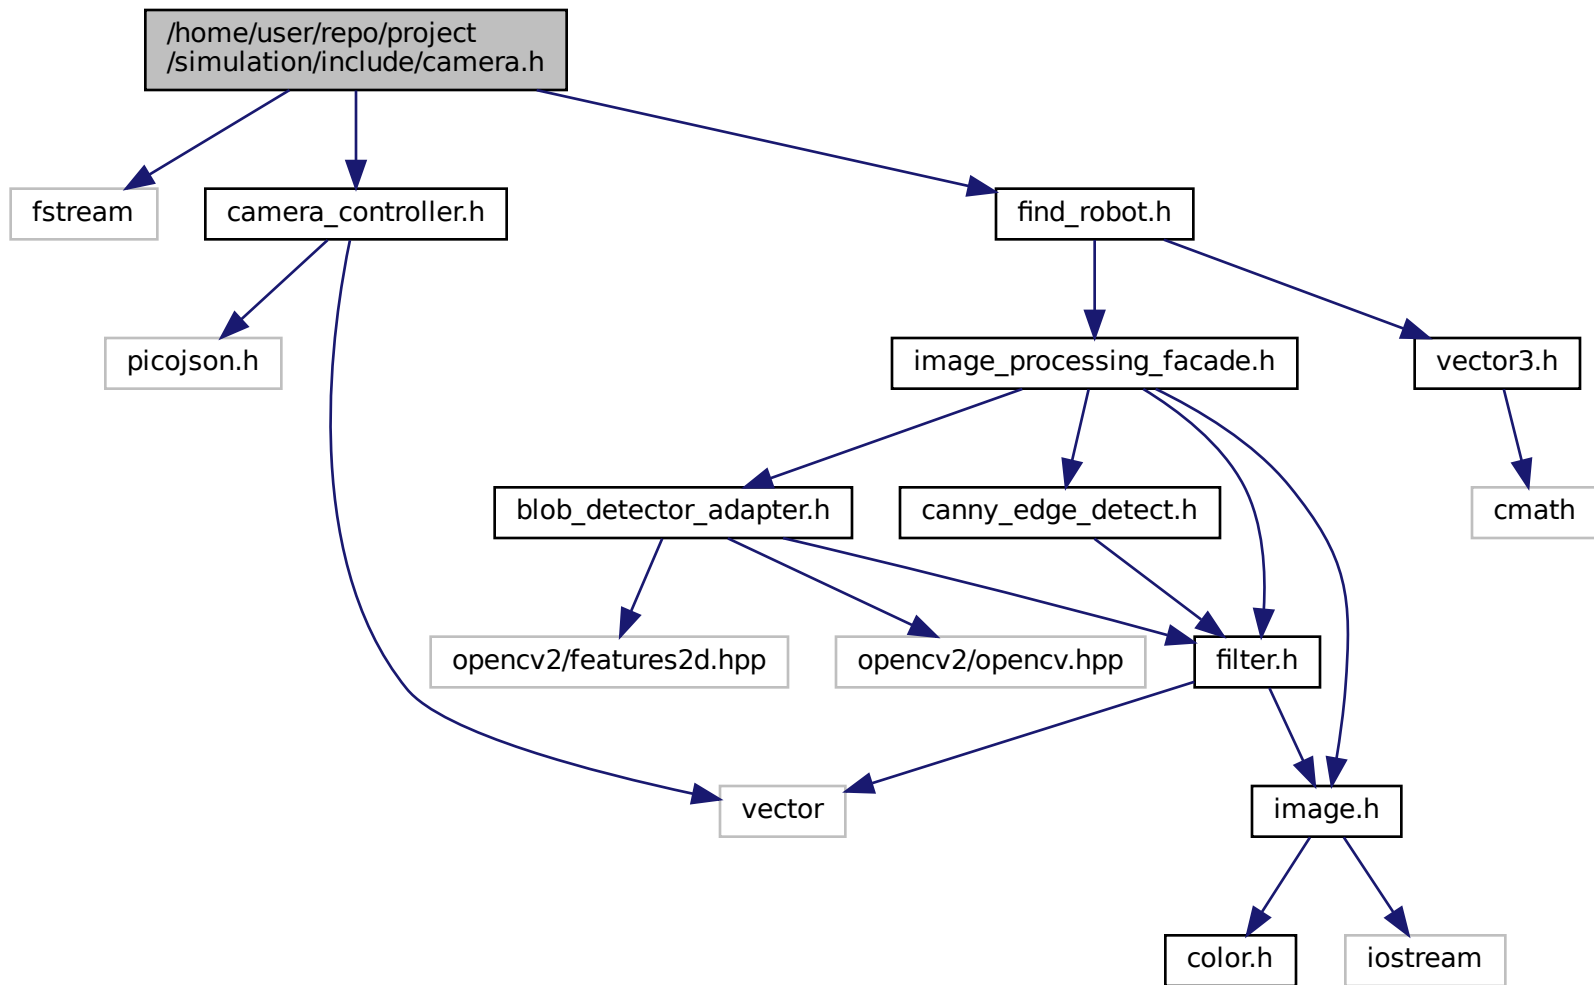 /home/user/repo/project
/simulation/include/camera.h
fstream
camera_controller.h
find_robot.h
picojson.h
image_processing_facade.h
vector3.h
blob_detector_adapter.h
canny_edge_detect.h
cmath
opencv2/features2d.hpp
opencv2/opencv.hpp
filter.h
vector
image.h
color.h
iostream